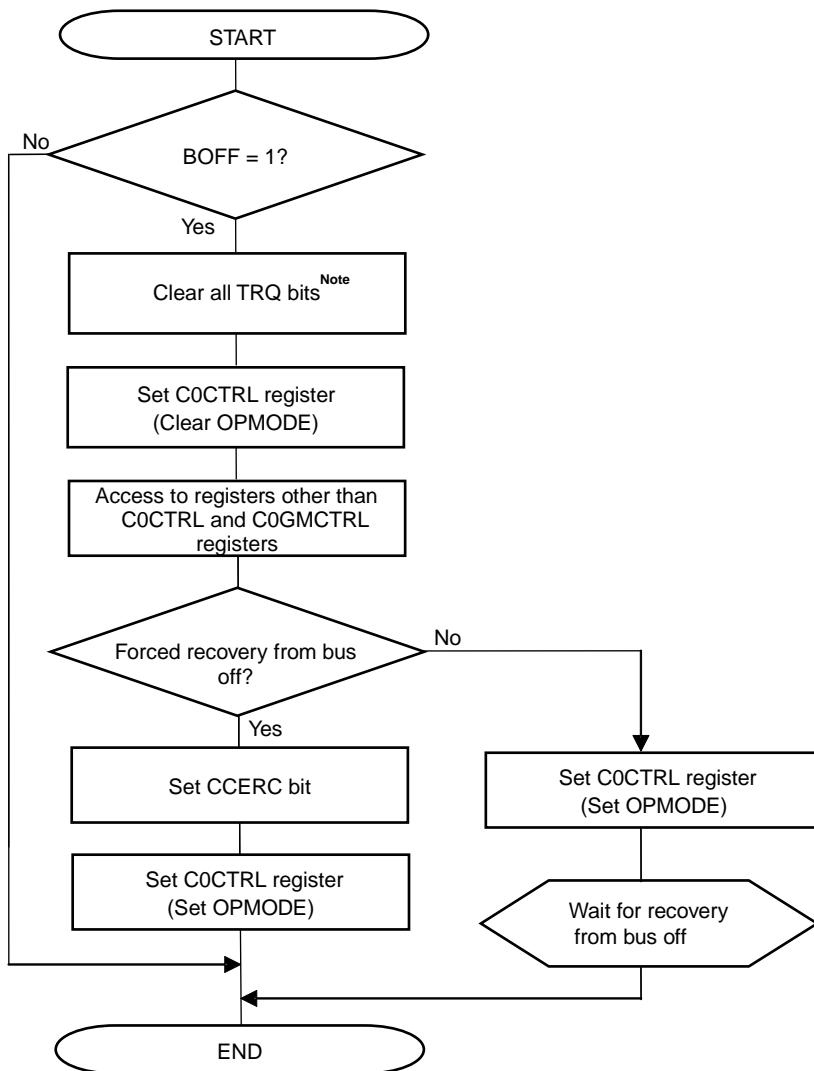 START
No
BOFF = 1?
Yes
Clear all TRQ bits Note
Set C0CTRL register
(Clear OPMODE)
Access to registers other than
C0CTRL and C0GMCTRL
registers
No
Forced recovery from bus
off?
Yes
Set CCERC bit
Set C0CTRL register
(Set OPMODE)
Set C0CTRL register
(Set OPMODE)
Wait for recovery
from bus off
END